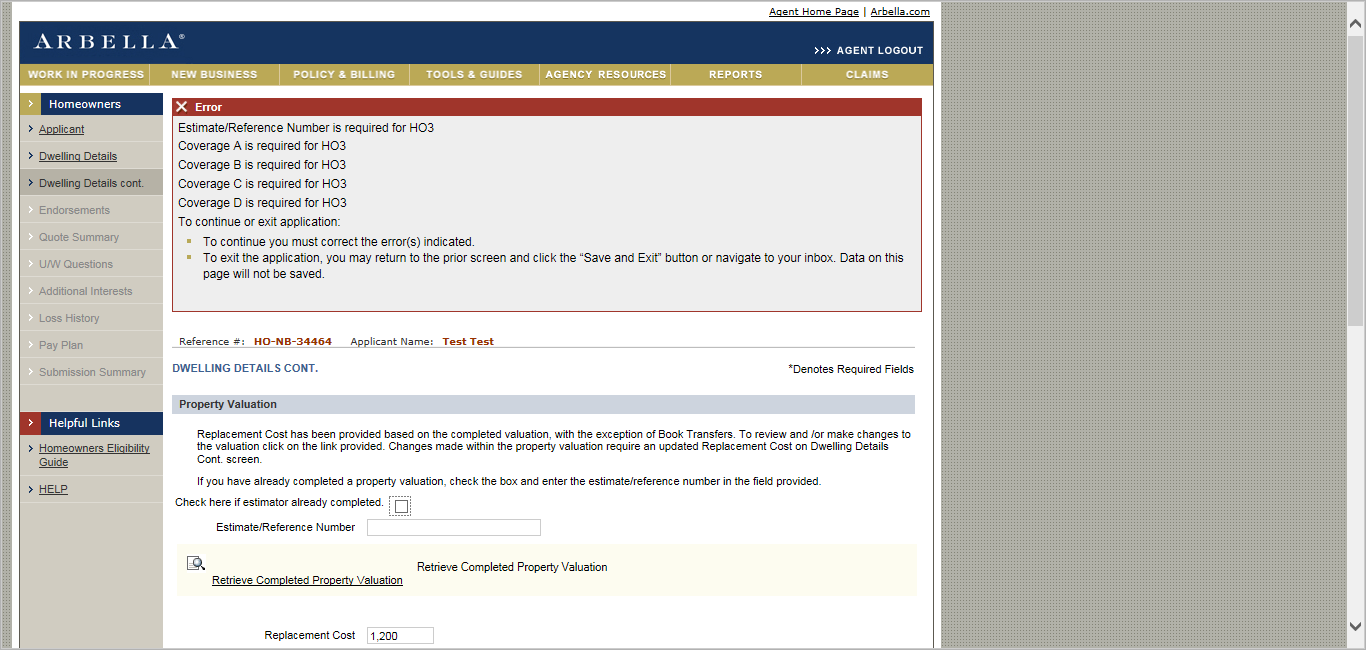 Agent Home Page | Arbella.com
ARBELLA®
>>> AGENT LOGOUT
WORK IN PROGRESS NEW BUSINESS POLICY & BILLING TOOLS & GUIDES AGENCY RESOURCES REPORTS CLAIMS
Homeowners
Applicant
Dwelling Details
Dwelling Details cont.
Endorsements
Quote Summary
U/W Questions
Additional Interests
Loss History
Pay Plan
Submission Summary
Helpful Links
Homeowners Eligibility
Guide
HELP
Error
Estimate/Reference Number is required for HO3
Coverage A is required for HO3
Coverage B is required for HO3
Coverage C is required for HO3
Coverage D is required for HO3
To continue or exit application:
To continue you must correct the error(s) indicated.
To exit the application, you may return to the prior screen and click the “Save and Exit” button or navigate to your inbox. Data on this
page will not be saved.
Reference #: HO-NB-34464 Applicant Name: Test Test
DWELLING DETAILS CONT.
*Denotes Required Fields
Property Valuation
Replacement Cost has been provided based on the completed valuation, with the exception of Book Transfers. To review and /or make changes to
the valuation click on the link provided. Changes made within the property valuation require an updated Replacement Cost on Dwelling Details
Cont. screen.
If you have already completed a property valuation, check the box and enter the estimate/reference number in the field provided.
Check here if estimator already completed.
Estimate/Reference Number
Retrieve Completed Property Valuation
Retrieve Completed Property Valuation
Replacement Cost 1,200